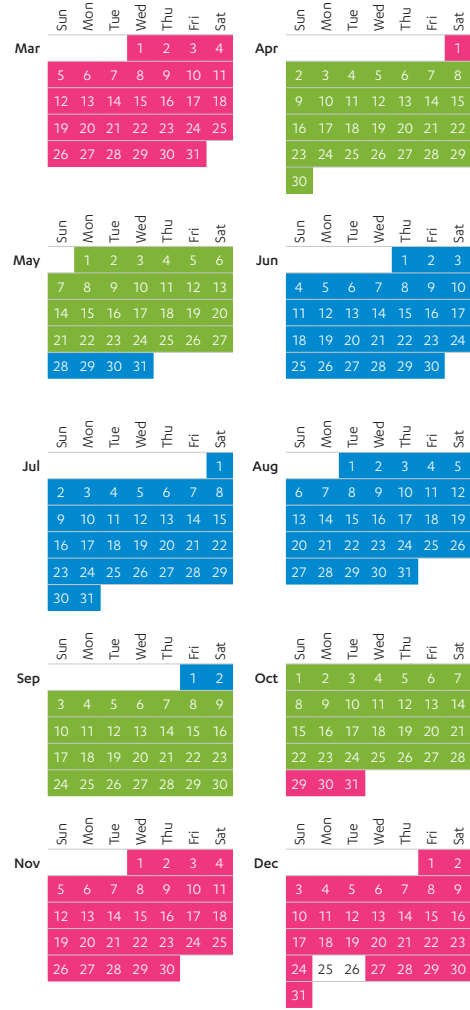 Sun Mon Tue Wed Thu Fri Sat
Mar 1 2 3 4
5 6 7 8 9 10 11
12 13 14 15 16 17 18
19 20 21 22 23 24 25
26 27 28 29 30 31
Sun Mon Tue Wed Thu Fri Sat
Apr 1
2 3 4 5 6 7 8
9 10 11 12 13 14 15
16 17 18 19 20 21 22
23 24 25 26 27 28 29
30
Sun Mon Tue Wed Thu Fri Sat
May 1 2 3 4 5 6
7 8 9 10 11 12 13
14 15 16 17 18 19 20
21 22 23 24 25 26 27
28 29 30 31
Sun Mon Tue Wed Thu Fri Sat
Jun 1 2 3
4 5 6 7 8 9 10
11 12 13 14 15 16 17
18 19 20 21 22 23 24
25 26 27 28 29 30
Sun Mon Tue Wed Thu Fri Sat
Jul 1
2 3 4 5 6 7 8
9 10 11 12 13 14 15
16 17 18 19 20 21 22
23 24 25 26 27 28 29
30 31
Sun Mon Tue Wed Thu Fri Sat
Aug 1 2 3 4 5
6 7 8 9 10 11 12
13 14 15 16 17 18 19
20 21 22 23 24 25 26
27 28 29 30 31
Sun Mon Tue Wed Thu Fri Sat
Sep 1 2
3 4 5 6 7 8 9
10 11 12 13 14 15 16
17 18 19 20 21 22 23
24 25 26 27 28 29 30
Sun Mon Tue Wed Thu Fri Sat
Oct 1 2 3 4 5 6 7
8 9 10 11 12 13 14
15 16 17 18 19 20 21
22 23 24 25 26 27 28
29 30 31
Sun Mon Tue Wed Thu Fri Sat
Nov 1 2 3 4
5 6 7 8 9 10 11
12 13 14 15 16 17 18
19 20 21 22 23 24 25
26 27 28 29 30
Sun Mon Tue Wed Thu Fri Sat
Dec 1 2
3 4 5 6 7 8 9
10 11 12 13 14 15 16
17 18 19 20 21 22 23
24 25 26 27 28 29 30
31